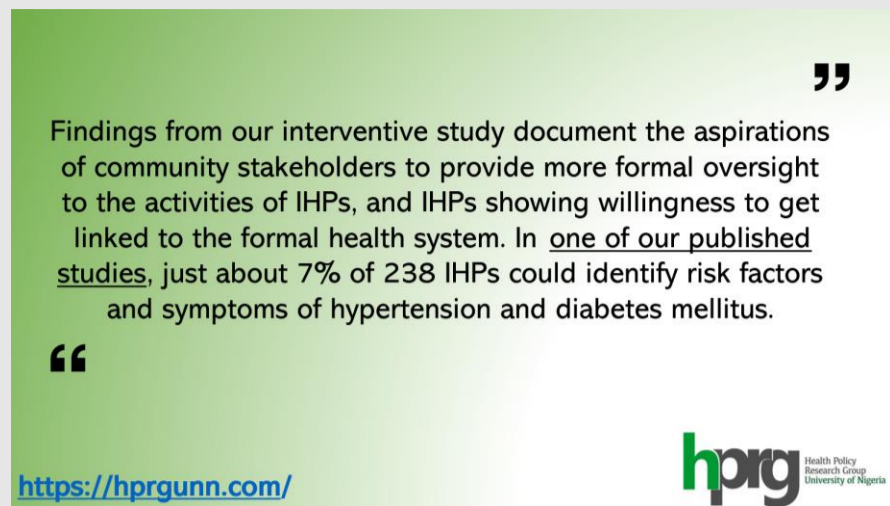 ”
Findings from our interventive study document the aspirations
of community stakeholders to provide more formal oversight
to the activities of IHPs, and IHPs showing willingness to get
linked to the formal health system. In one of our published
studies, just about 7% of 238 IHPs could identify risk factors
and symptoms of hypertension and diabetes mellitus.
“
https://hprgunn.com/
hprg
Health Policy
Research Group
University of Nigeria